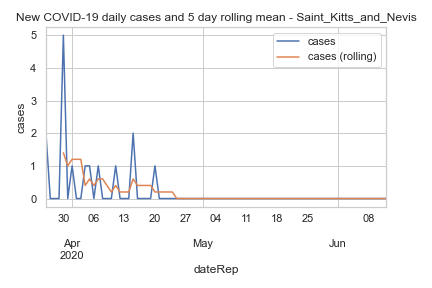 New COVID-19 daily cases and 5 day rolling mean - Saint_Kitts_and_Nevis
cases
cases (rolling)
5
4
3
2
1
0
cases
30 06 13 20 27 04 11 18 25 08
Apr May Jun
2020
dateRep